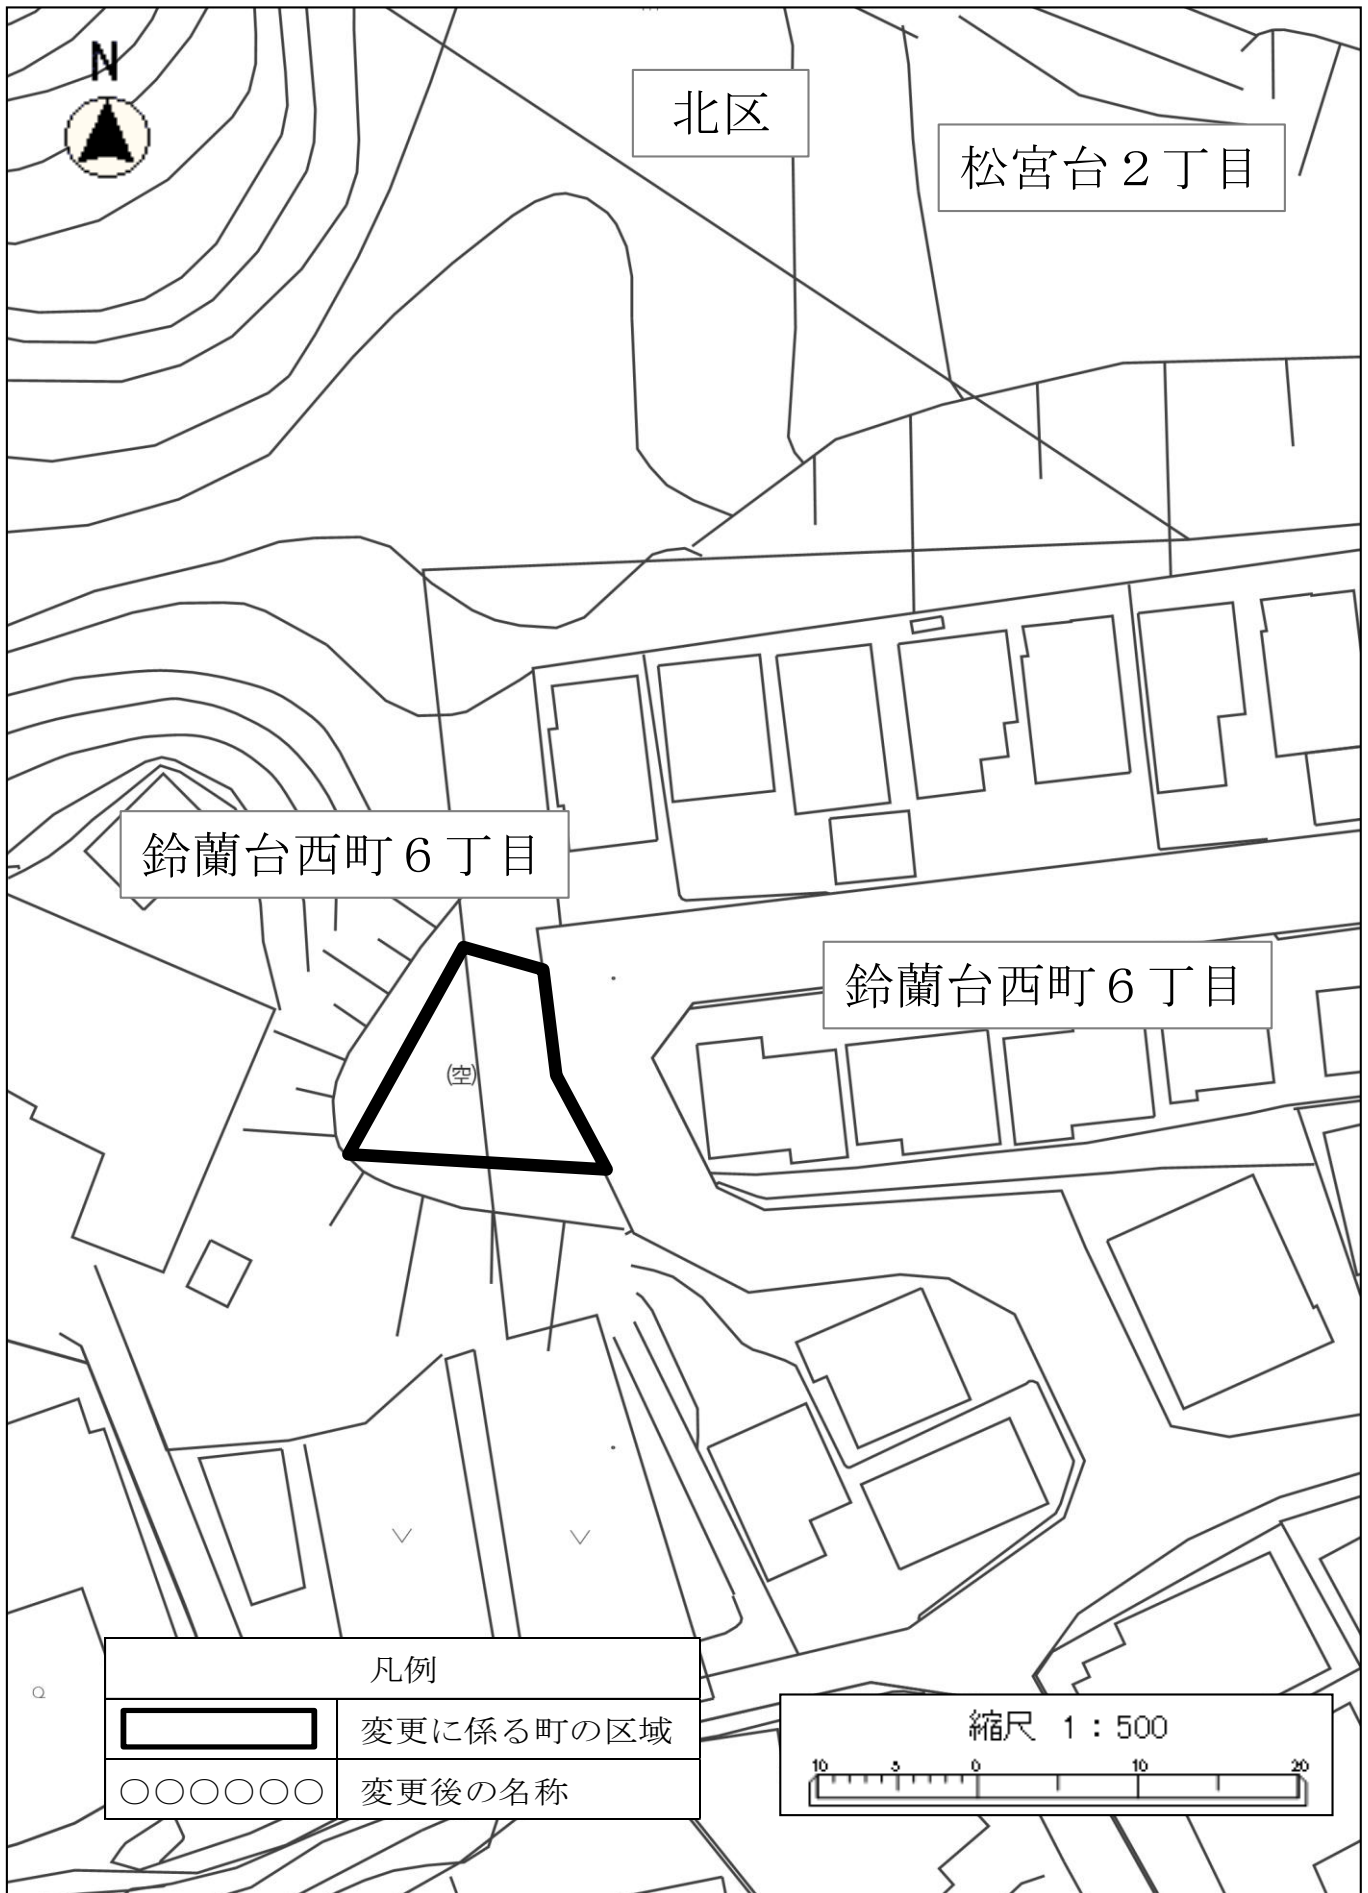 N
北区
松宮台２丁目
鈴蘭台西町６丁目
鈴蘭台西町６丁目
(空)
凡例
変更に係る町の区域
○○○○○○ 変更後の名称
縮尺 1：500
10 5 0 10 20